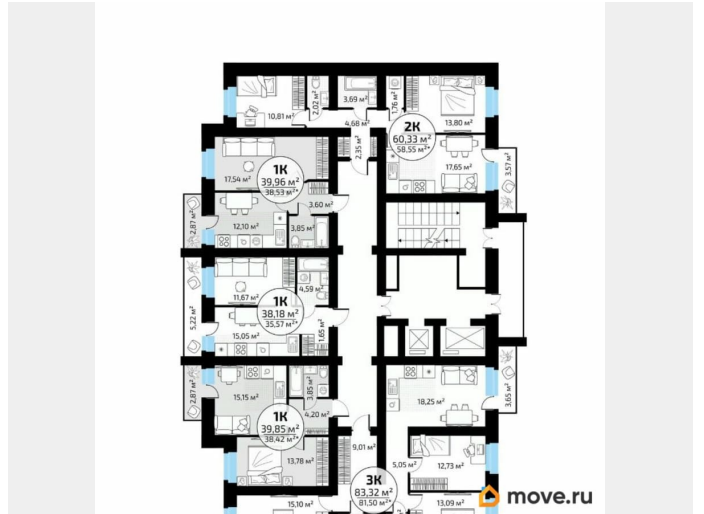 10,81 м²
2,02 м²
3,69 м²
4,68 м²
1,76 м²
13,80 м²
2К
60,33 м²
58,55 м²*
2,35 м²
17,65 м²
3,57 м²
1К
17,54 м²
39,96 м²
38,53 м²*
3,60 м²
2,87 м²
12,10 м²
3,85 м²
11,67 м²
4,59 м²
1К
38,18 м²
35,57 м²*
5,22 м²
15,05 м²
1,65 м²
2,87 м²
15,15 м²
3,85 м²
18,25 м²
3,65 м²
1К
39,85 м²
38,42 м²*
4,20 м²
13,78 м²
9,01 м²
5,05 м²
12,73 м²
3К
83,32 м²
81,50 м²*
15,10 м²
13,09 м²
move.ru